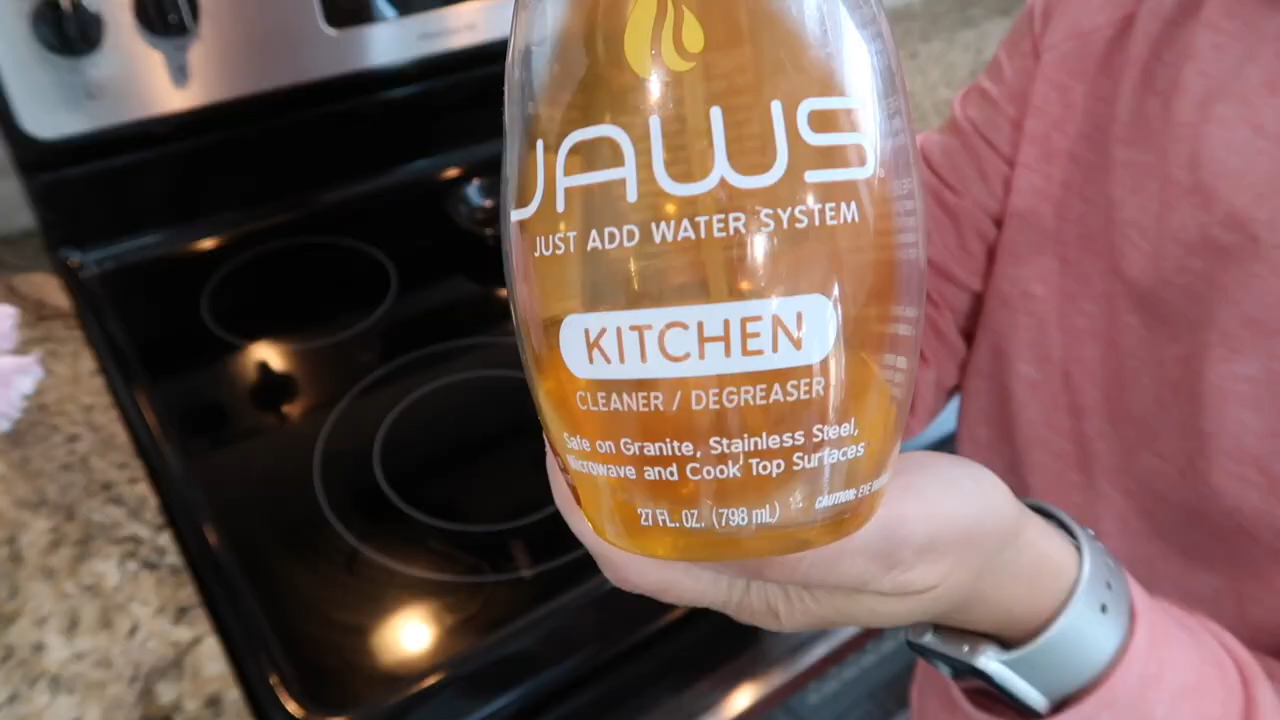 JAWS
JUST ADD WATER SYSTEM
KITCHEN
CLEANER / DEGREASER
Safe on Granite, Stainless Steel,
Microwave and Cook Top Surfaces
27 FL. OZ. (798 mL)
CAUTION: EYE